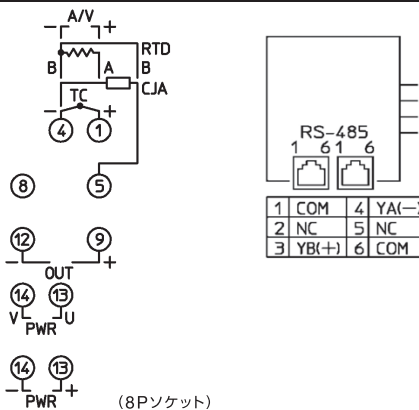 A/V
− +
RTD
B A B
CJA
TC
− +
4 1
8 5
12 9
− OUT +
14 13
V U
PWR
14 13
− PWR +
(8Pソケット)
RS-485
1 6 1 6
1 COM 4 YA(−)
2 NC 5 NC
3 YB(+) 6 COM